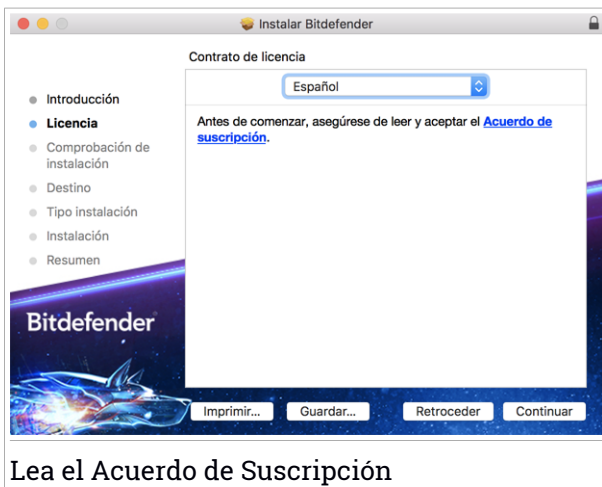 Instalar Bitdefender
Contrato de licencia
Español
Introducción
Licencia
Comprobación de
instalación
Destino
Tipo instalación
Instalación
Resumen
Antes de comenzar, asegúrese de leer y aceptar el Acuerdo de
suscripción.
Bitdefender
Imprimir... Guardar... Retroceder Continuar
Lea el Acuerdo de Suscripción